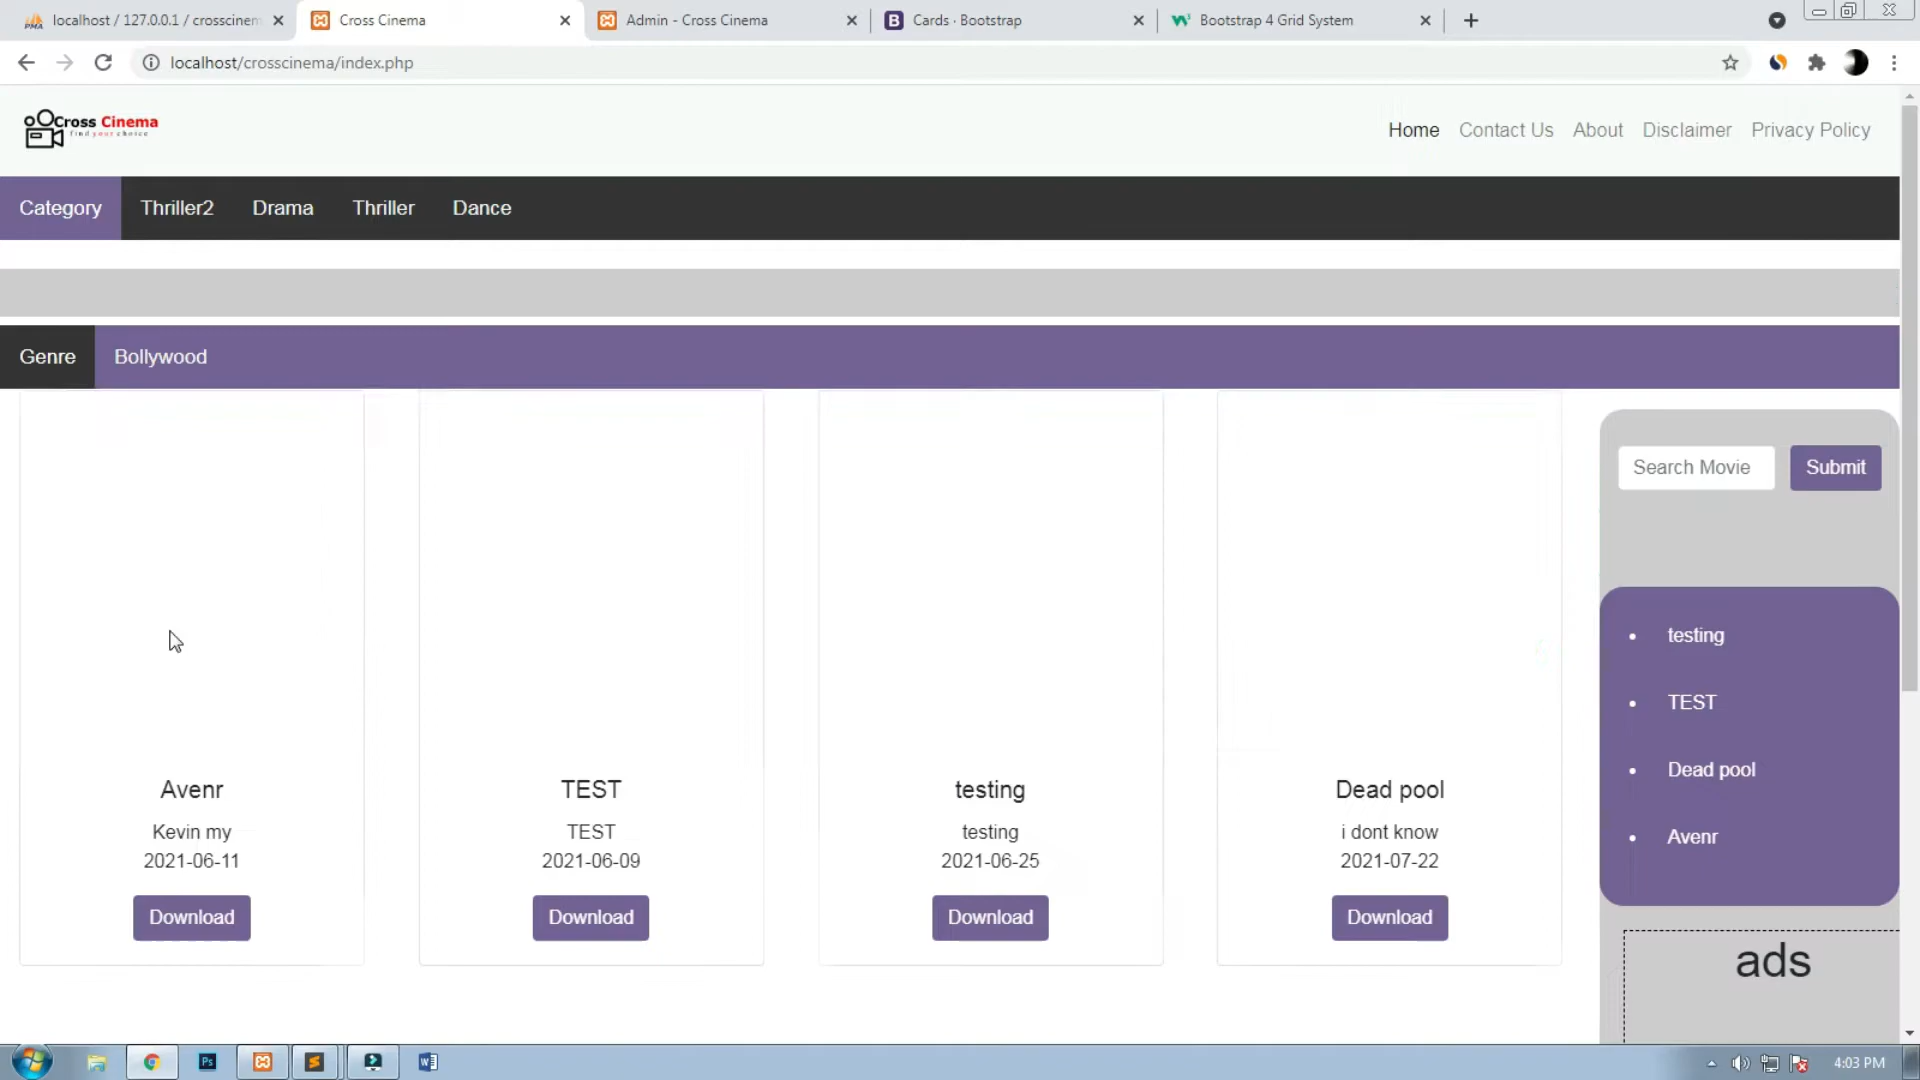 localhost / 127.0.0.1 / crosscinem
Cross Cinema
Admin - Cross Cinema
Cards · Bootstrap
Bootstrap 4 Grid System
localhost/crosscinema/index.php
Cross Cinema
find your choice
Home
Contact Us
About
Disclaimer
Privacy Policy
Category
Thriller2
Drama
Thriller
Dance
Genre
Bollywood
Search Movie
Submit
testing
TEST
Dead pool
Avenr
Avenr
Kevin my
2021-06-11
Download
TEST
TEST
2021-06-09
Download
testing
testing
2021-06-25
Download
Dead pool
i dont know
2021-07-22
Download
ads
4:03 PM